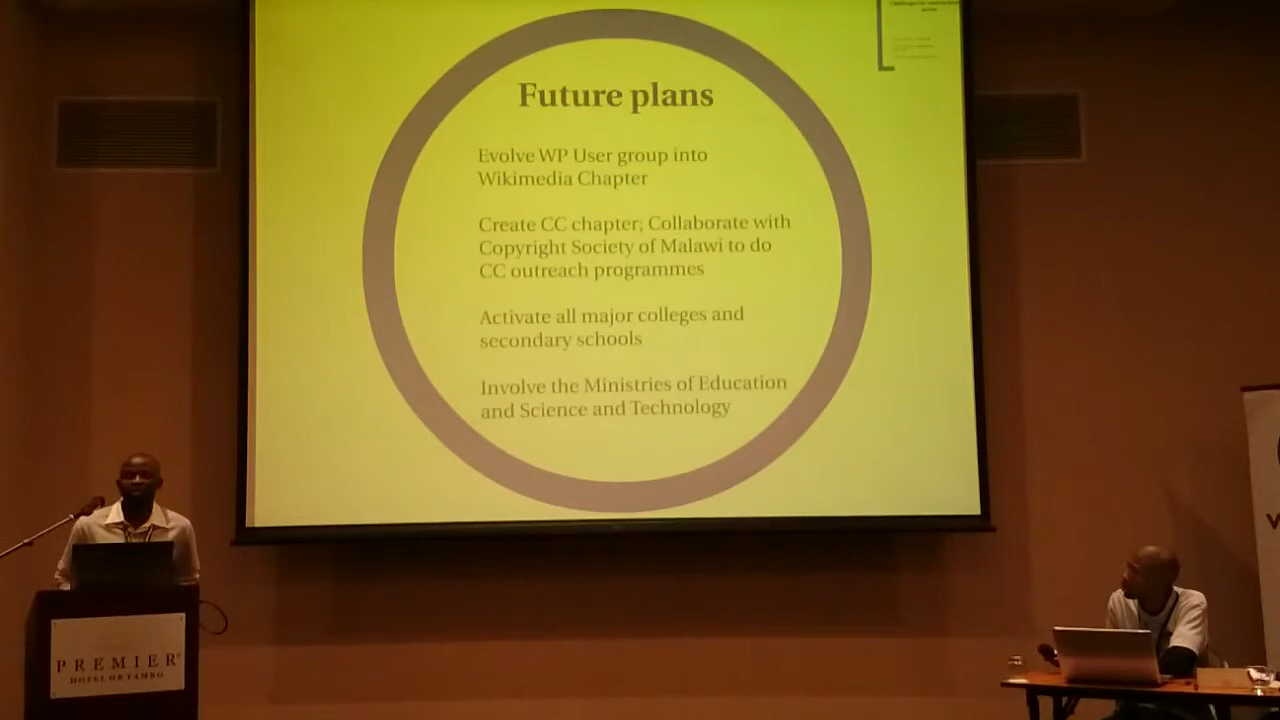 Future plans
Evolve WP User group into
Wikimedia Chapter
Create CC chapter; Collaborate with
Copyright Society of Malawi to do
CC outreach programmes
Activate all major colleges and
secondary schools
Involve the Ministries of Education
and Science and Technology
PREMIER
HOTEL OR TAMBO